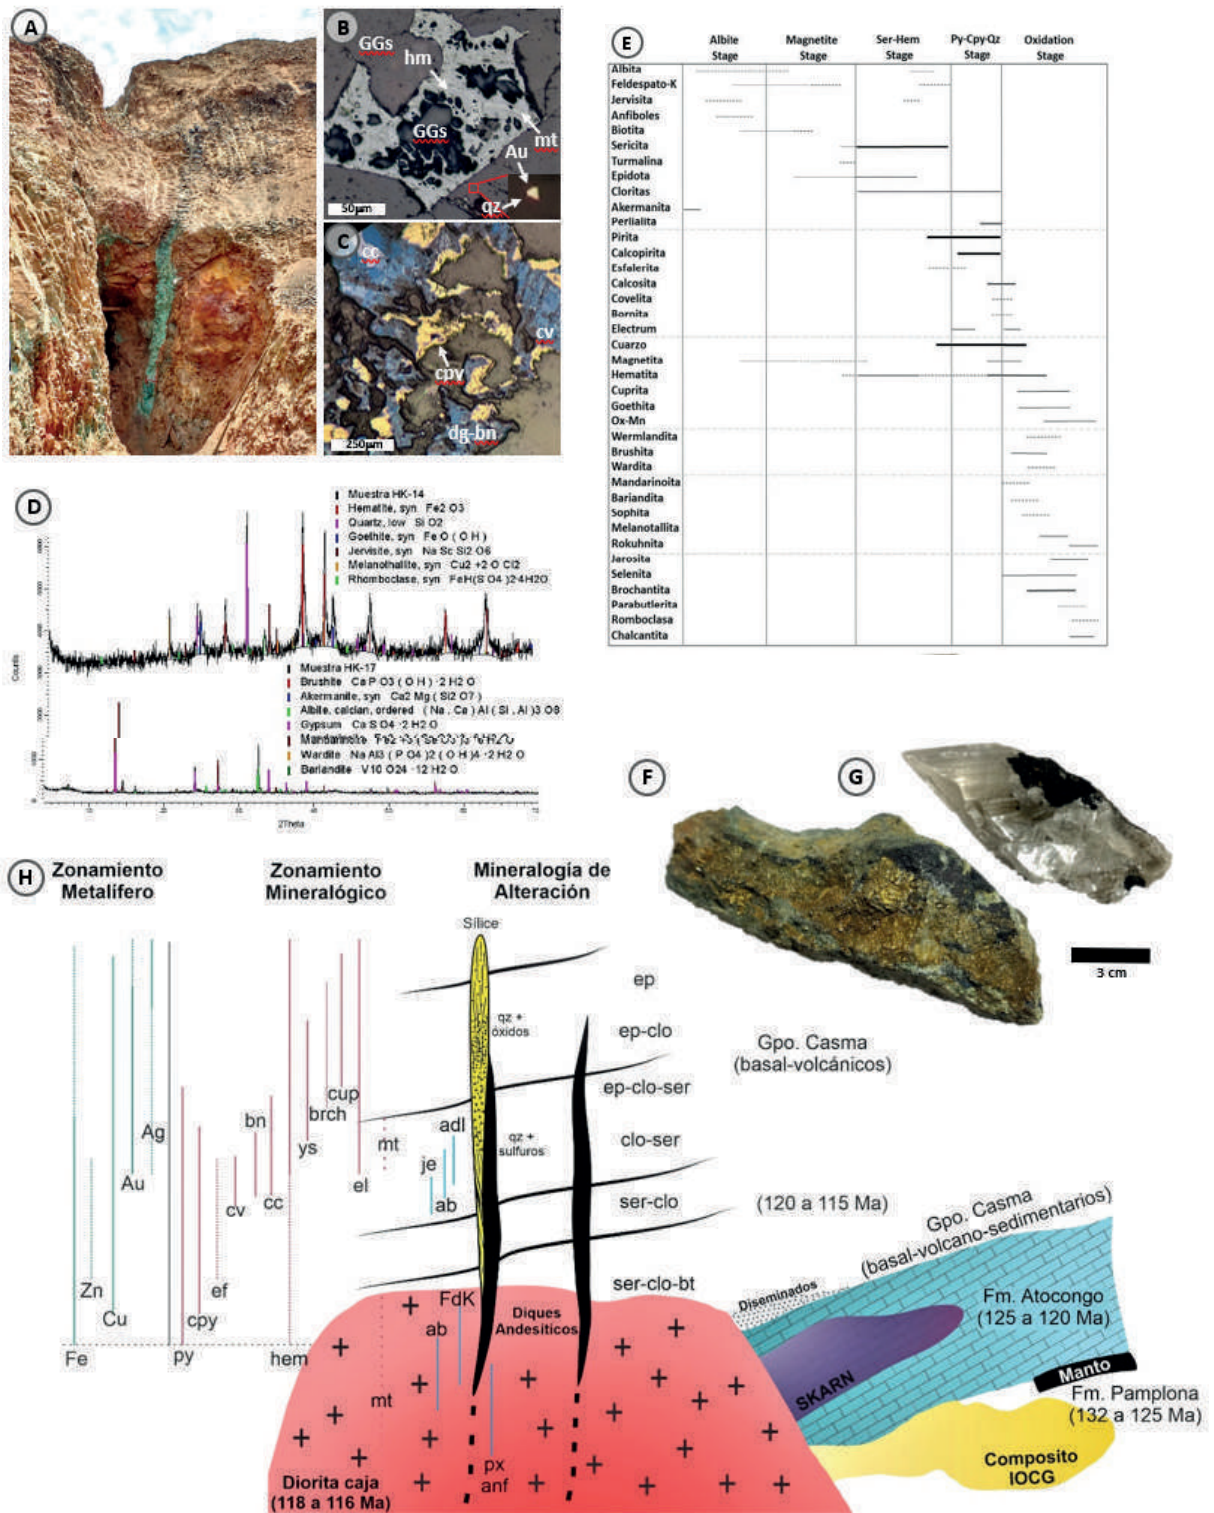 A
B
GGs
hm
GGs
mt
Au
qz
50µm
C
cc
cv
cpy
dg-bn
250µm
D
Muestra HK-14
Hematite, syn Fe2 O3
Quartz, low Si O2
Goethite, syn Fe O ( O H )
Jervisite, syn Na Sc Si2 O6
Melanothallite, syn Cu2 +2 O Cl2
Rhomboclase, syn FeH(S O4 )2·4H2O
Counts
Muestra HK-17
Brushite Ca P O3 ( O H ) ·2 H2 O
Akermanite, syn Ca2 Mg ( Si2 O7 )
Albite, calcian, ordered ( Na , Ca ) Al ( Si , Al )3 O8
Gypsum Ca S O4 ·2 H2 O
Wardite Na Al3 ( P O4 )2 ( O H )4 ·2 H2 O
Bariandite V10 O24 ·12 H2 O
2Theta
E
Albite Stage
Magnetite Stage
Ser-Hem Stage
Py-Cpy-Qz Stage
Oxidation Stage
Albita
Feldespato-K
Jervisita
Anfiboles
Biotita
Sericita
Turmalina
Epidota
Cloritas
Akermanita
Perlialita
Pirita
Calcopirita
Esfalerita
Calcosita
Covelita
Bornita
Electrum
Cuarzo
Magnetita
Hematita
Cuprita
Goethita
Ox-Mn
Wermlandita
Brushita
Wardita
Mandarinoita
Bariandita
Sophita
Melanotallita
Rokuhnita
Jarosita
Selenita
Brochantita
Parabutlerita
Romboclasa
Chalcantita
F
G
3 cm
H
Zonamiento
Metalífero
Zonamiento
Mineralógico
Mineralogía de
Alteración
Sílice
ep
qz +
óxidos
ep-clo
Gpo. Casma
(basal-volcánicos)
ep-clo-ser
cup
brch
bn
Ag
ys
mt
adl
qz +
sulfuros
clo-ser
je
Au
el
cv
cc
ab
ser-clo
(120 a 115 Ma)
Gpo. Casma
(basal-volcano-sedimentarios)
Zn
ef
Cu
cpy
ser-clo-bt
Diseminados
FdK
ab
Diques
Andesíticos
Fm. Atocongo
(125 a 120 Ma)
Fe
py
hem
SKARN
Manto
mt
Fm. Pamplona
(132 a 125 Ma)
px
anf
Composito
IOCG
Diorita caja
(118 a 116 Ma)